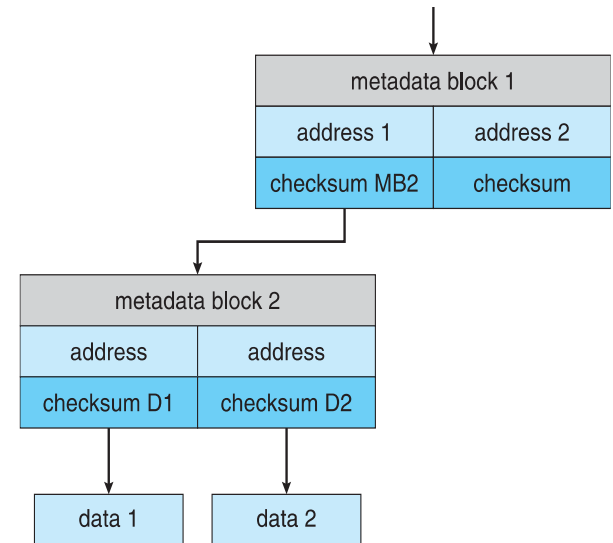 metadata block 1
address 1 address 2
checksum MB2 checksum
metadata block 2
address address
checksum D1 checksum D2
data 1 data 2